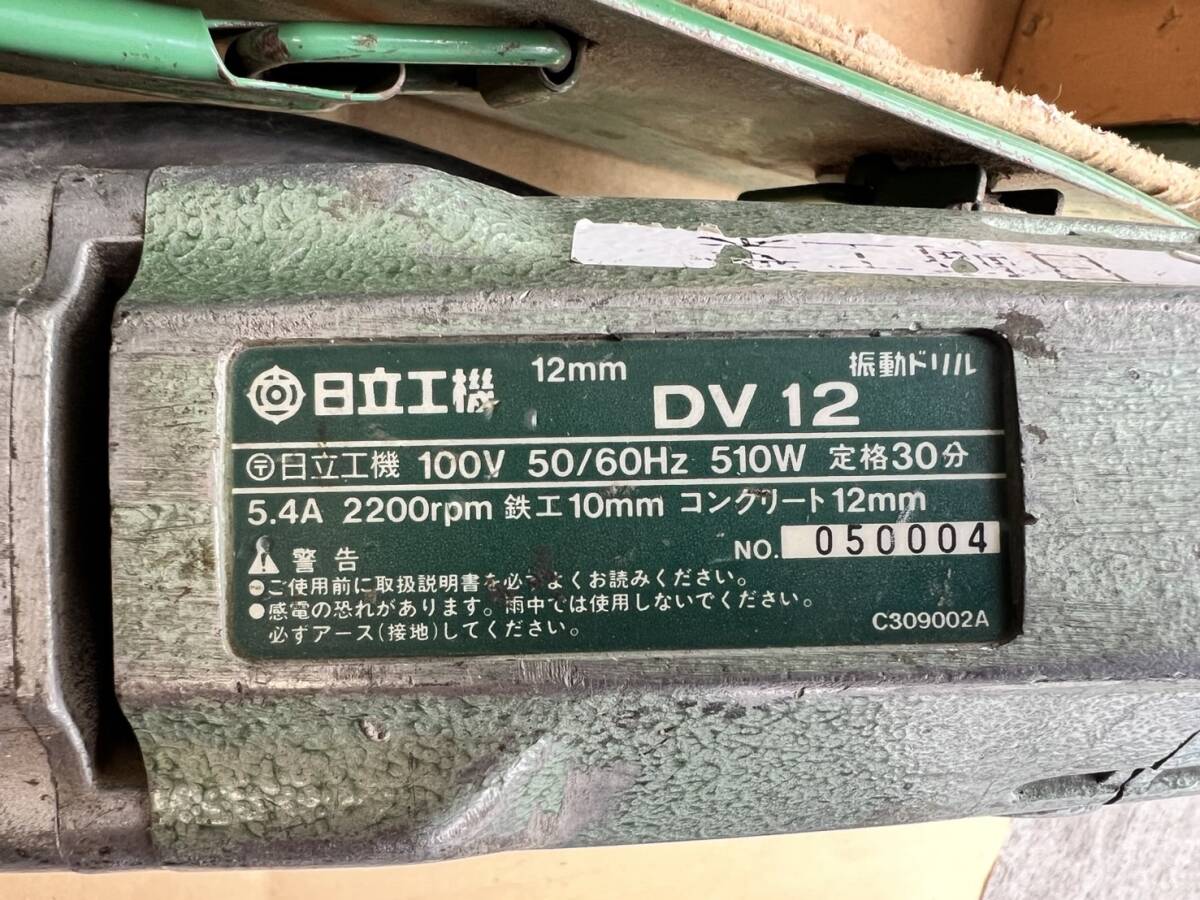 日立工機 12mm 振動ドリル
DV 12
〶日立工機 100V 50/60Hz 510W 定格30分
5.4A 2200rpm 鉄工10mm コンクリート12mm
NO. 050004
警告
●ご使用前に取扱説明書を必ずよくお読みください。
●感電の恐れがあります。雨中では使用しないでください。
必ずアース(接地)してください。
C309002A